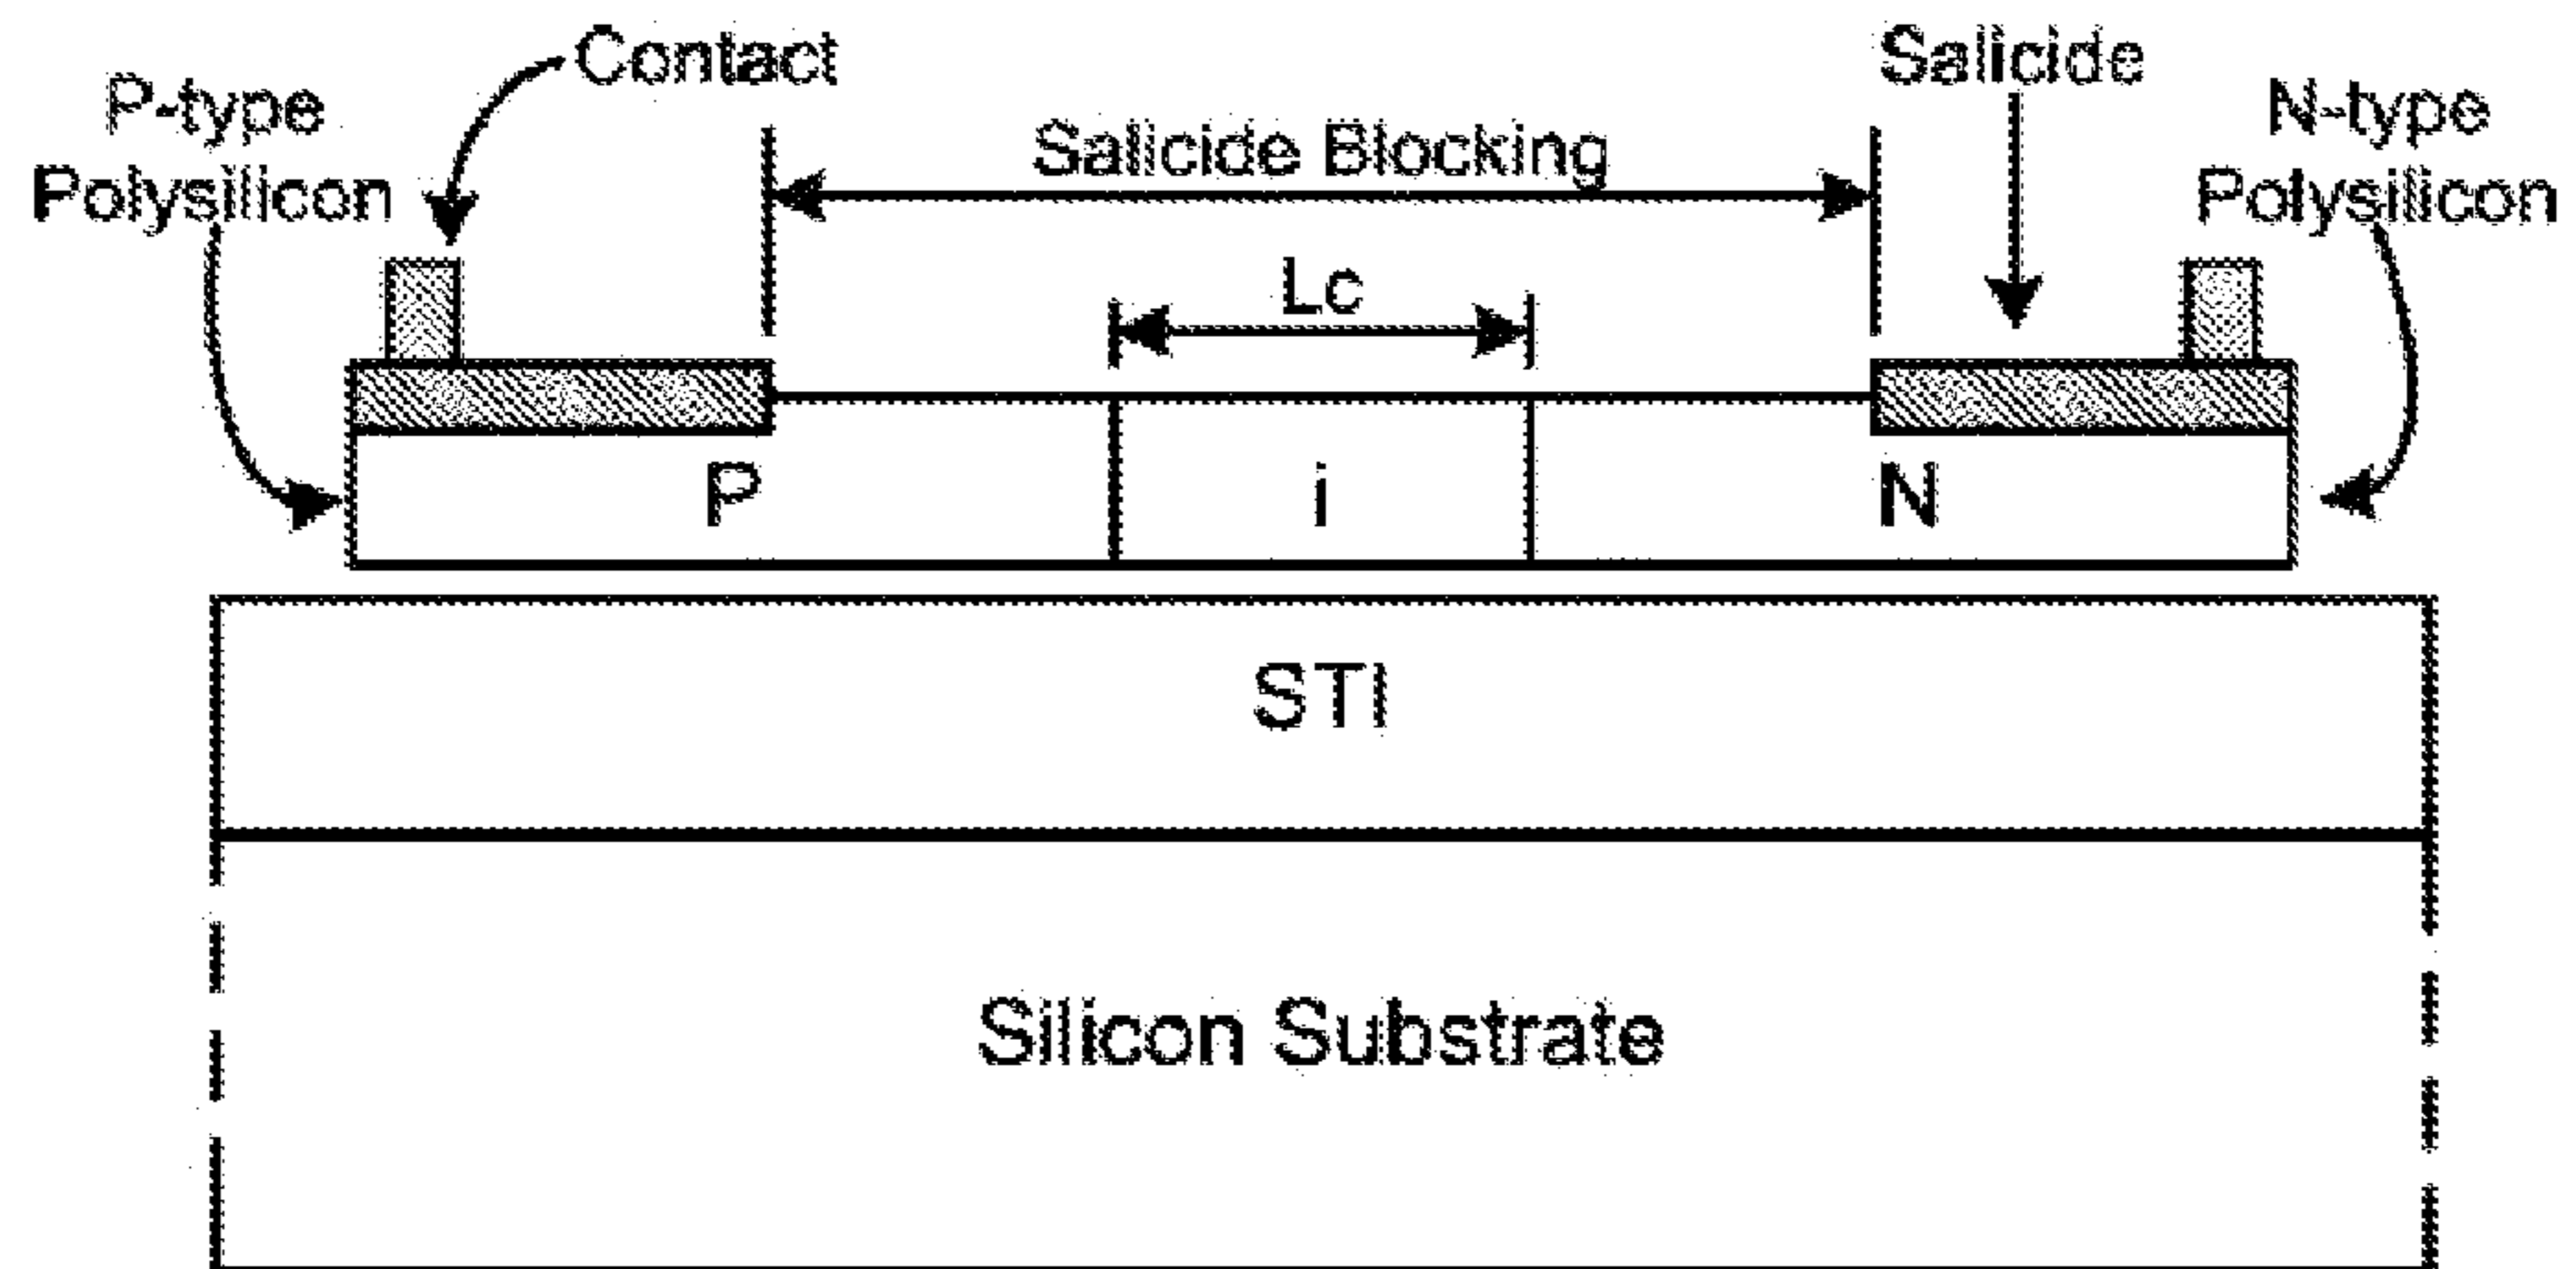 Contact
Salicide
P-type
Polysilicon
N-type
Polysilicon
Salicide Blocking
Lc
P
i
N
STI
Silicon Substrate